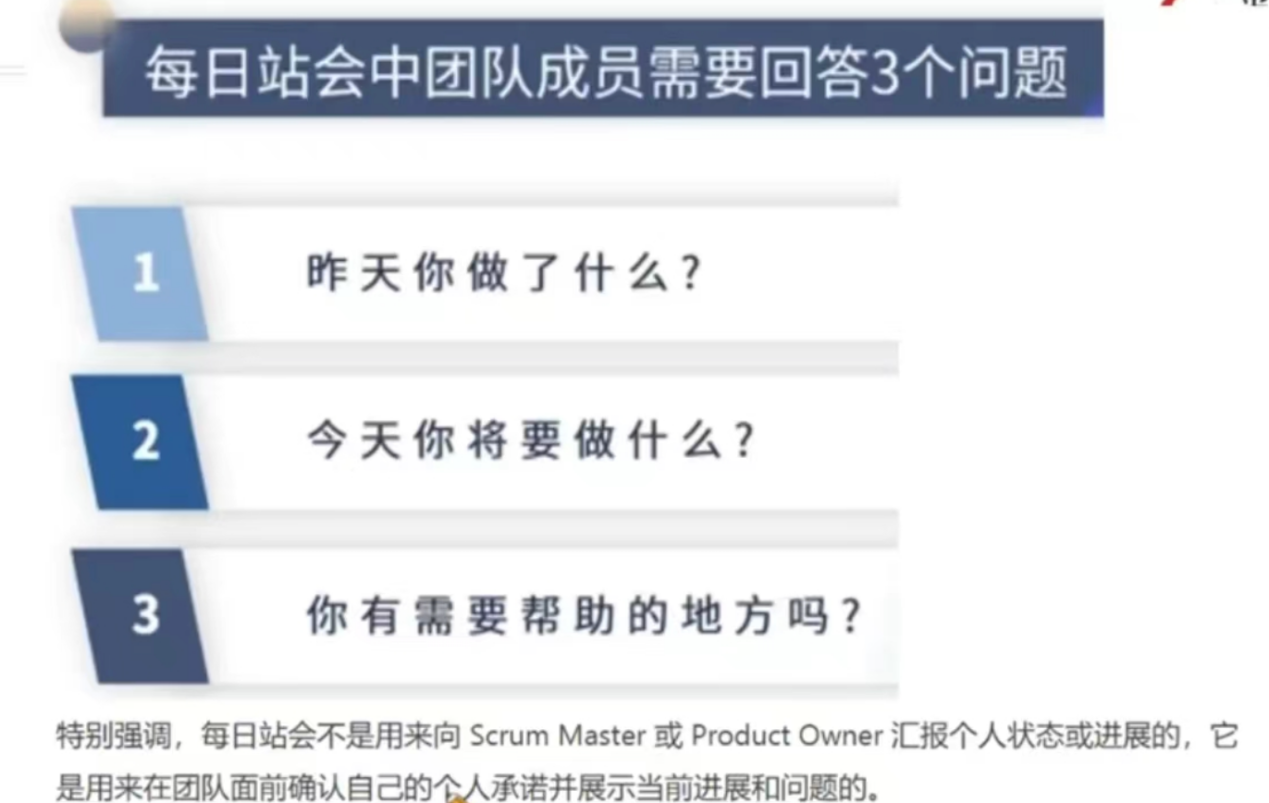 每日站会中团队成员需要回答3个问题
1 昨天你做了什么?
2 今天你将要做什么?
3 你有需要帮助的地方吗?
特别强调，每日站会不是用来向 Scrum Master 或 Product Owner 汇报个人状态或进展的，它
是用来在团队面前确认自己的个人承诺并展示当前进展和问题的。